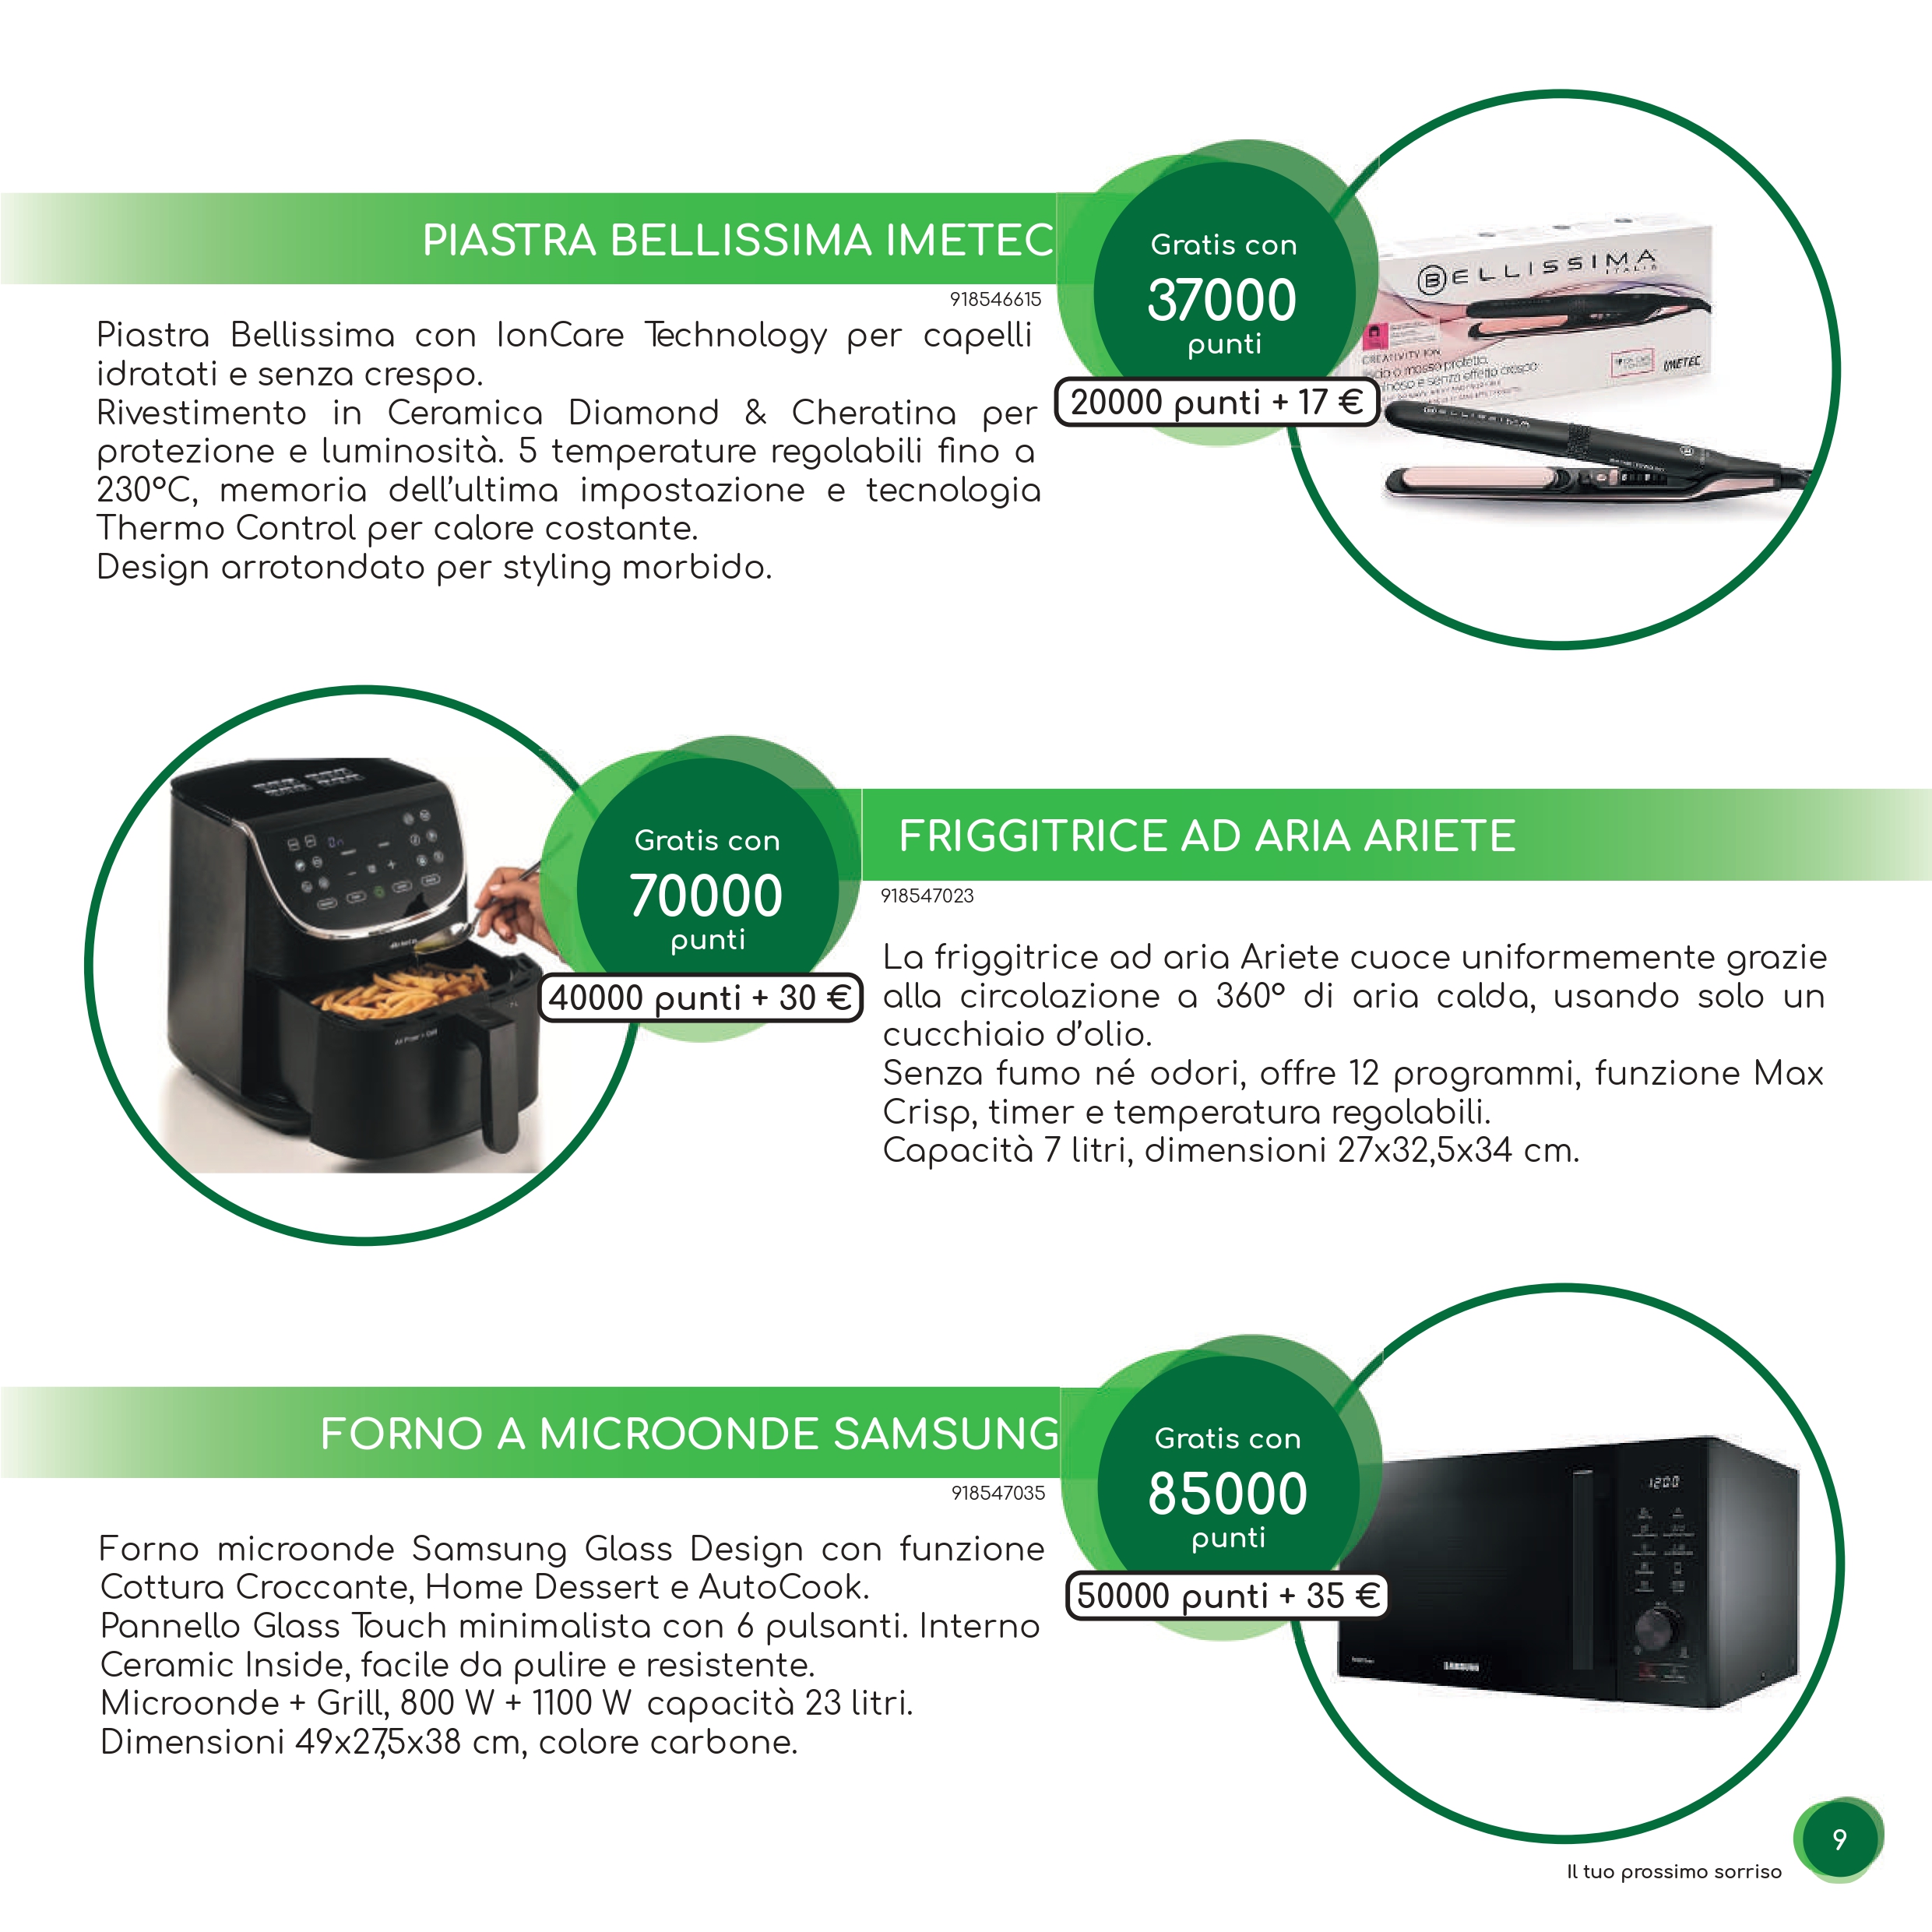 PIASTRA BELLISSIMA IMETEC
918546615
Gratis con
37000
punti
20000 punti + 17 €
Piastra Bellissima con IonCare Technology per capelli
idratati e senza crespo.
Rivestimento in Ceramica Diamond & Cheratina per
protezione e luminosità. 5 temperature regolabili fino a
230°C, memoria dell'ultima impostazione e tecnologia
Thermo Control per calore costante.
Design arrotondato per styling morbido.
BELLISSIMA
ITALIA
CREATIVITY ION
IMETEC
Gratis con
70000
punti
40000 punti + 30 €
FRIGGITRICE AD ARIA ARIETE
918547023
La friggitrice ad aria Ariete cuoce uniformemente grazie
alla circolazione a 360° di aria calda, usando solo un
cucchiaio d'olio.
Senza fumo né odori, offre 12 programmi, funzione Max
Crisp, timer e temperatura regolabili.
Capacità 7 litri, dimensioni 27x32,5x34 cm.
FORNO A MICROONDE SAMSUNG
918547035
Gratis con
85000
punti
50000 punti + 35 €
Forno microonde Samsung Glass Design con funzione
Cottura Croccante, Home Dessert e AutoCook.
Pannello Glass Touch minimalista con 6 pulsanti. Interno
Ceramic Inside, facile da pulire e resistente.
Microonde + Grill, 800 W + 1100 W capacità 23 litri.
Dimensioni 49x27,5x38 cm, colore carbone.
12:00
SAMSUNG
9
Il tuo prossimo sorriso